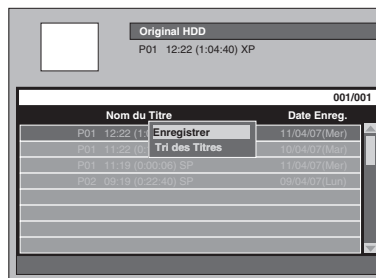 Original HDD
P01 12:22 (1:04:40) XP
001/001
Nom du Titre Date Enreg.
P01 12:22 (1: 11/04/07(Mer)
Enregistrer
P01 11:22 (0: 10/04/07(Mar)
Tri des Titres
P01 11:19 (0:00:06) SP 11/04/07(Mer)
P02 09:19 (0:22:40) SP 09/04/07(Lun)